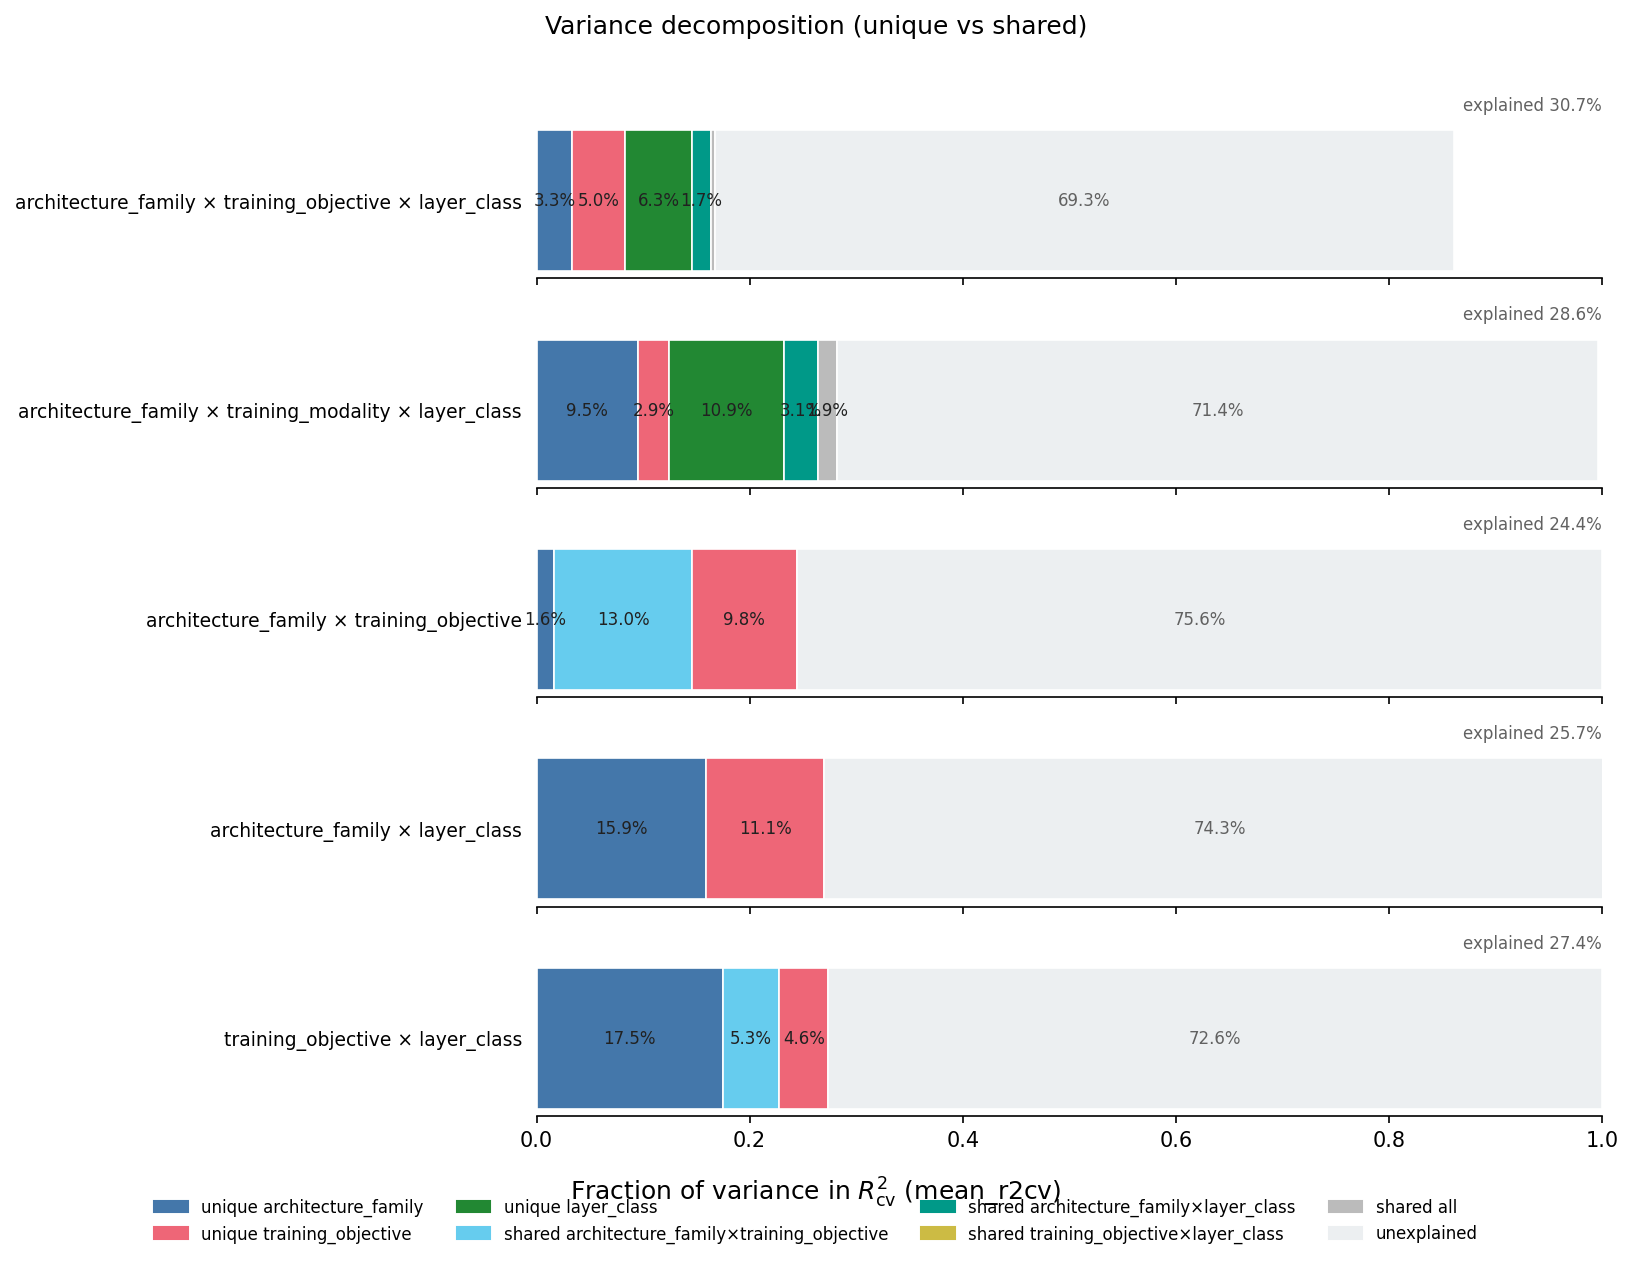 Variance decomposition (unique vs shared)
explained 30.7%
architecture_family × training_objective × layer_class
3.3% 5.0% 6.3% 1.7% 69.3%
explained 28.6%
architecture_family × training_modality × layer_class
9.5% 2.9% 10.9% 3.1% 1.9% 71.4%
explained 24.4%
architecture_family × training_objective
1.6% 13.0% 9.8% 75.6%
explained 25.7%
architecture_family × layer_class
15.9% 11.1% 74.3%
explained 27.4%
training_objective × layer_class
17.5% 5.3% 4.6% 72.6%
0.0 0.2 0.4 0.6 0.8 1.0
Fraction of variance in R²cv (mean_r2cv)
unique architecture_family
unique training_objective
unique layer_class
shared architecture_family×training_objective
shared architecture_family×layer_class
shared training_objective×layer_class
shared all
unexplained